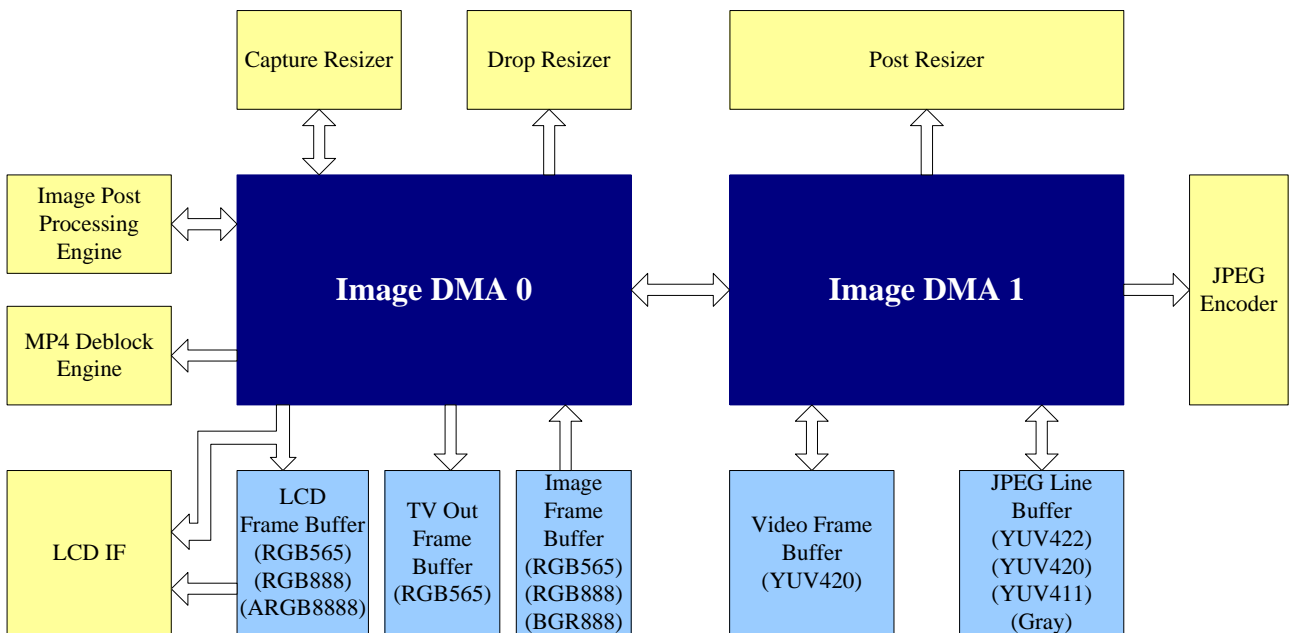 Capture Resizer
Drop Resizer
Post Resizer
Image Post
Processing
Engine
Image DMA 0
Image DMA 1
JPEG
Encoder
MP4 Deblock
Engine
LCD IF
LCD
Frame Buffer
(RGB565)
(RGB888)
(ARGB8888)
TV Out
Frame
Buffer
(RGB565)
Image
Frame
Buffer
(RGB565)
(RGB888)
(BGR888)
Video Frame
Buffer
(YUV420)
JPEG Line
Buffer
(YUV422)
(YUV420)
(YUV411)
(Gray)